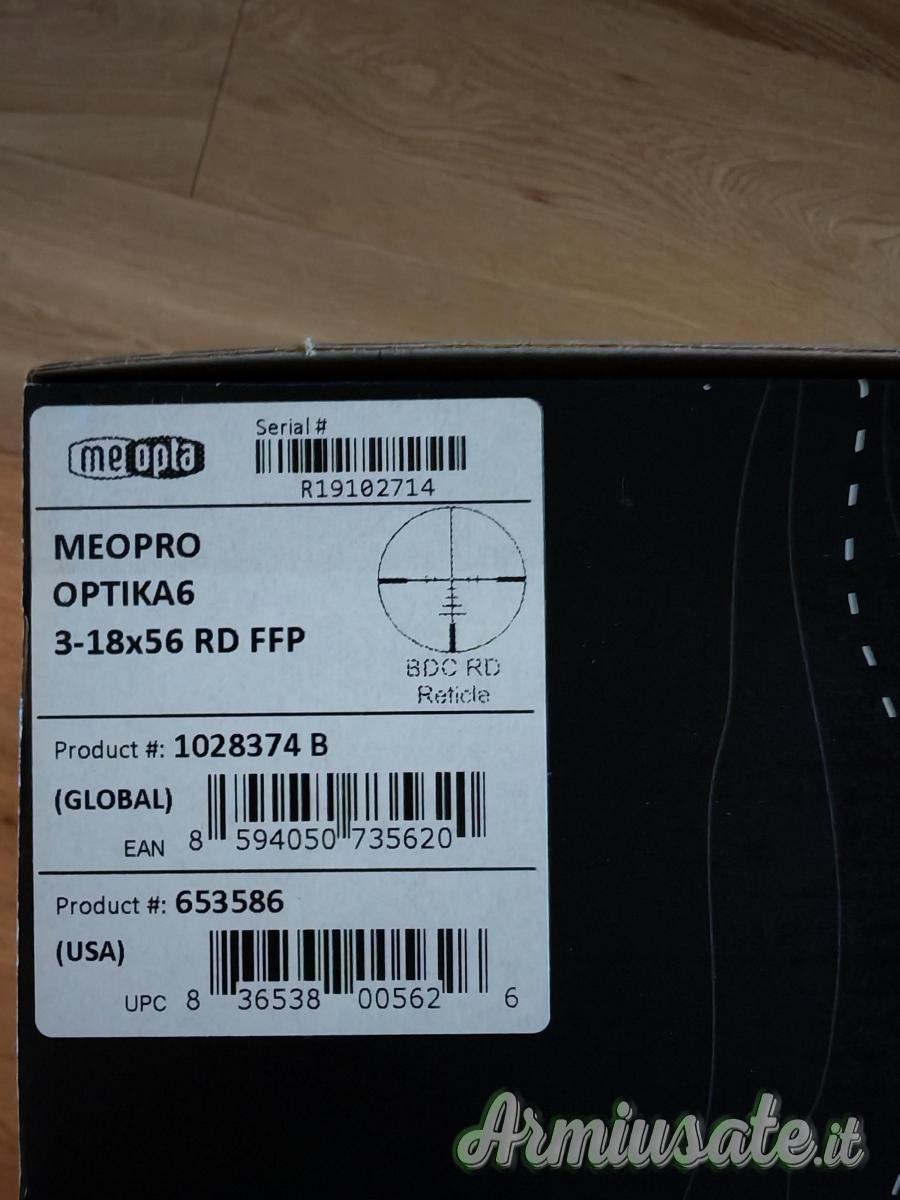 meopta
Serial #
R19102714
MEOPRO
OPTIKA6
3-18x56 RD FFP
BDC RD
Reticle
Product #: 1028374 B
(GLOBAL)
EAN 8 594050 735620
Product #: 653586
(USA)
UPC 8 36538 00562 6
Armiusate.it